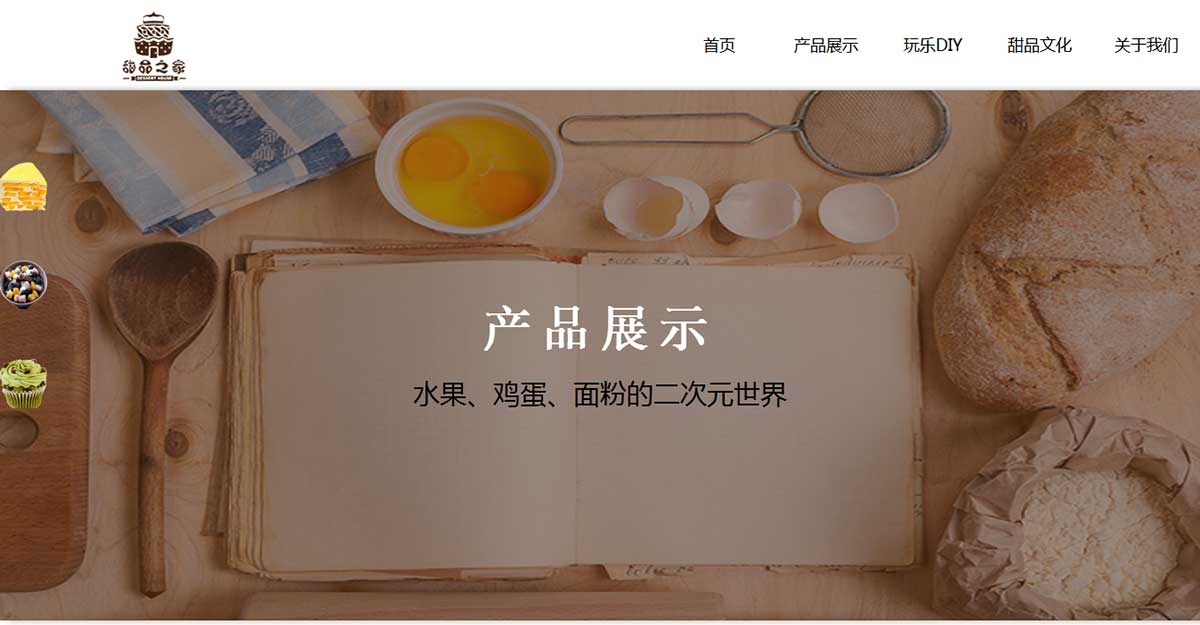 甜品之家
DESSERT HOUSE
首页
产品展示
玩乐DIY
甜品文化
关于我们
产品展示
水果、鸡蛋、面粉的二次元世界